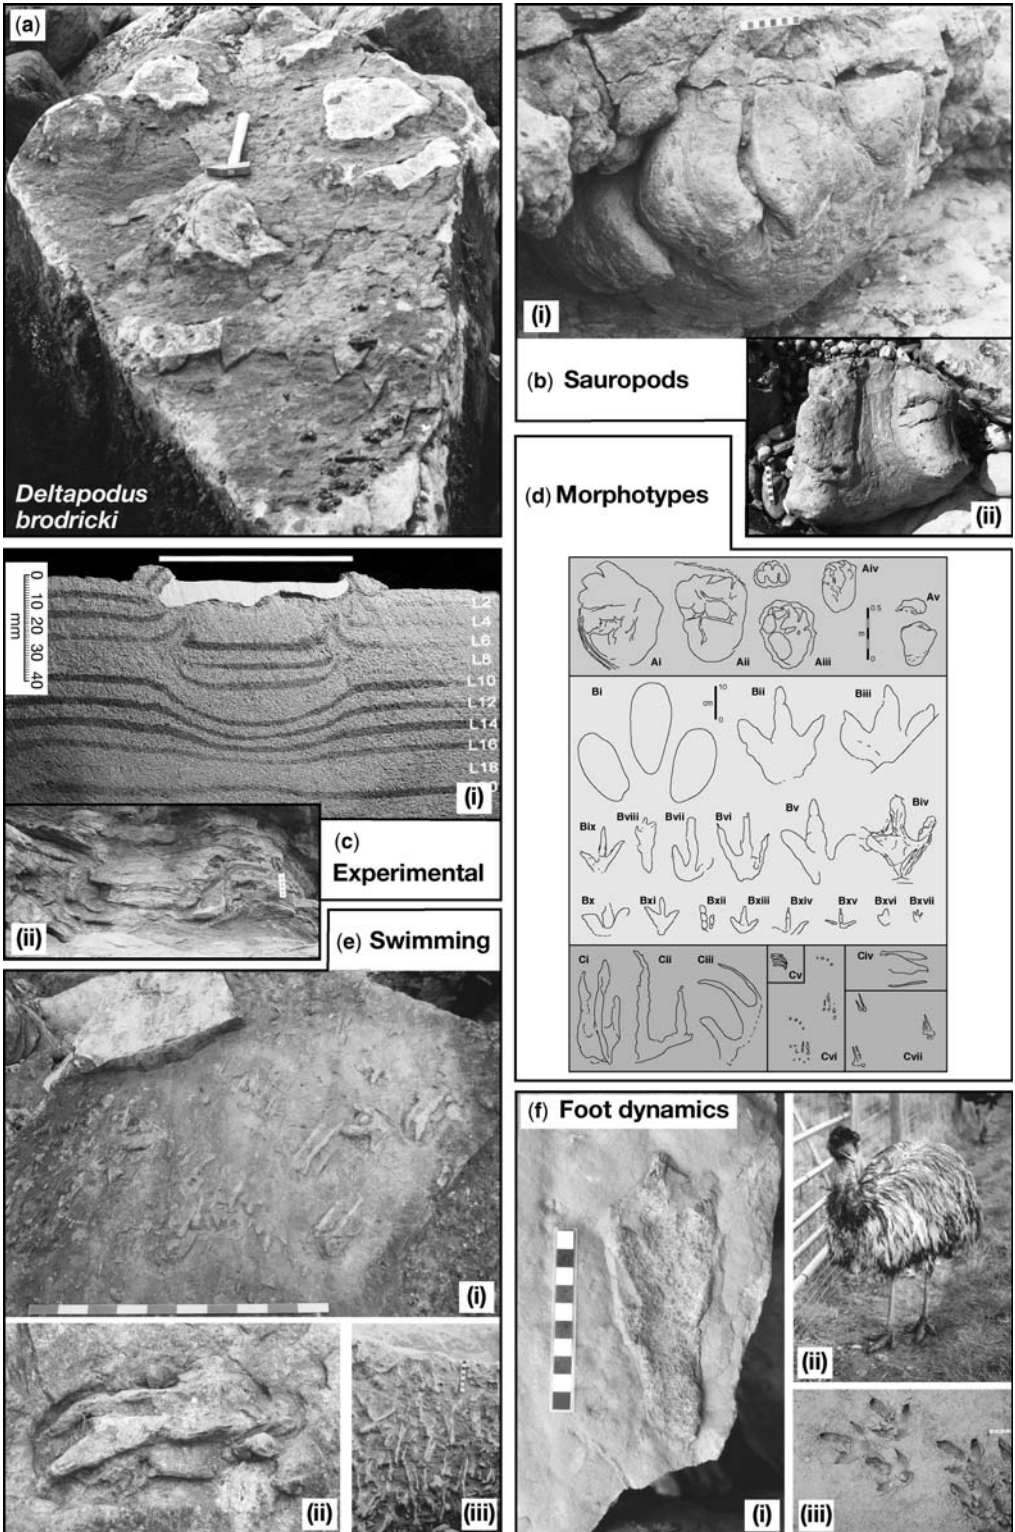 (a)
Deltapodus
brodricki
(i)
(b) Sauropods
(ii)
0
10
20
30
40
mm
L2
L4
L6
L8
L10
L12
L14
L16
L18
(i)
(c)
Experimental
(ii)
(d) Morphotypes
Ai
Aii
Aiii
Aiv
Av
0.5
m
0
Bi
10
cm
0
Bii
Biii
Bix
Bviii
Bvii
Bvi
Bv
Biv
Bx
Bxi
Bxii
Bxiii
Bxiv
Bxv
Bxvi
Bxvii
Ci
Cii
Ciii
Cv
Cvi
Civ
Cvii
(e) Swimming
(i)
(ii)
(iii)
(f) Foot dynamics
(i)
(ii)
(iii)